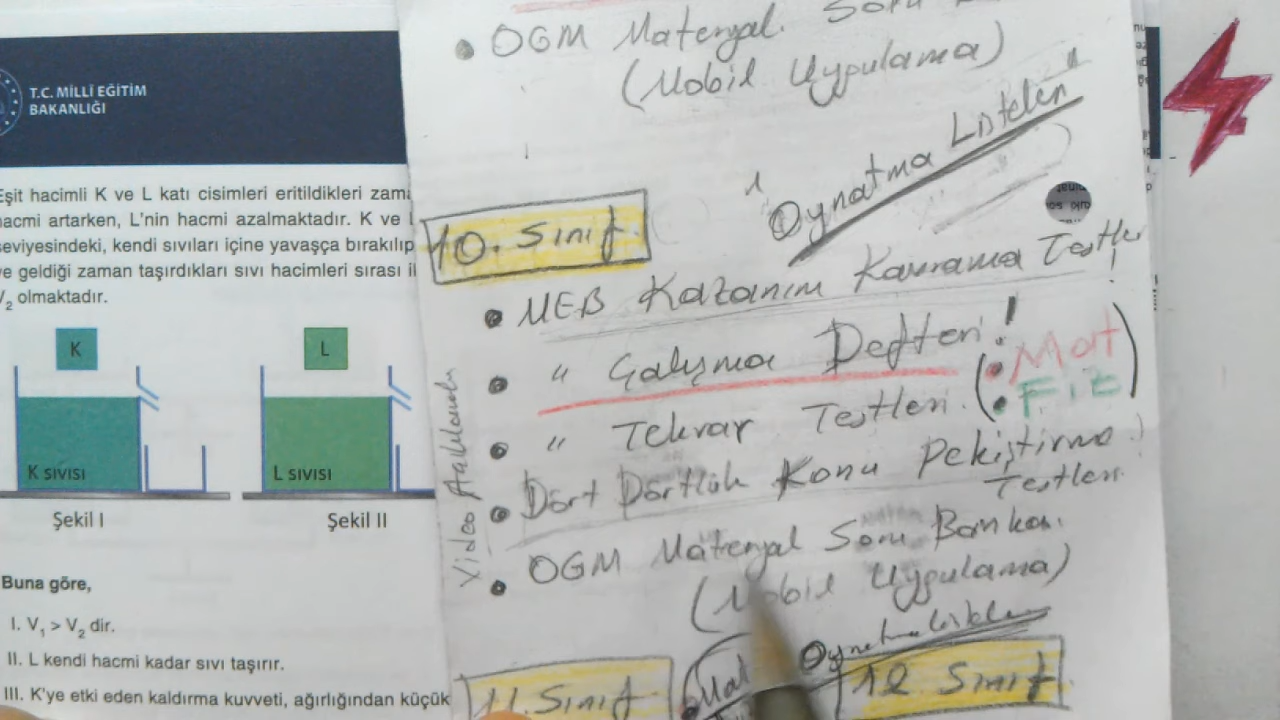 T.C. MİLLÎ EĞİTİM
BAKANLIĞI
Eşit hacimli K ve L katı cisimleri eritildikleri zama
hacmi artarken, L'nin hacmi azalmaktadır. K ve L
seviyesindeki, kendi sıvıları içine yavaşça bırakılıp
ve geldiği zaman taşırdıkları sıvı hacimleri sırası il
V₂ olmaktadır.
K
L
K SIVISI
L SIVISI
Şekil I
Şekil II
Buna göre,
I. V₁ > V₂ dir.
II. L kendi hacmi kadar sıvı taşırır.
III. K'ye etki eden kaldırma kuvveti, ağırlığından küçük
• OGM Materyal Soru
(Mobil Uygulama)
"Oynatma Listeleri"
10. Sınıf
• MEB Kazanım Kavrama Testleri
• " Çalışma Defteri!
• " Tekrar Testleri (• Mat
• Fiz)
• Dört Dörtlük Konu Pekiştirme
Testleri
• OGM Materyal Soru Bankası
(Mobil Uygulama)
Video Açıklamalı
Oynatma Listeleri
11. Sınıf
Mat
12. Sınıf